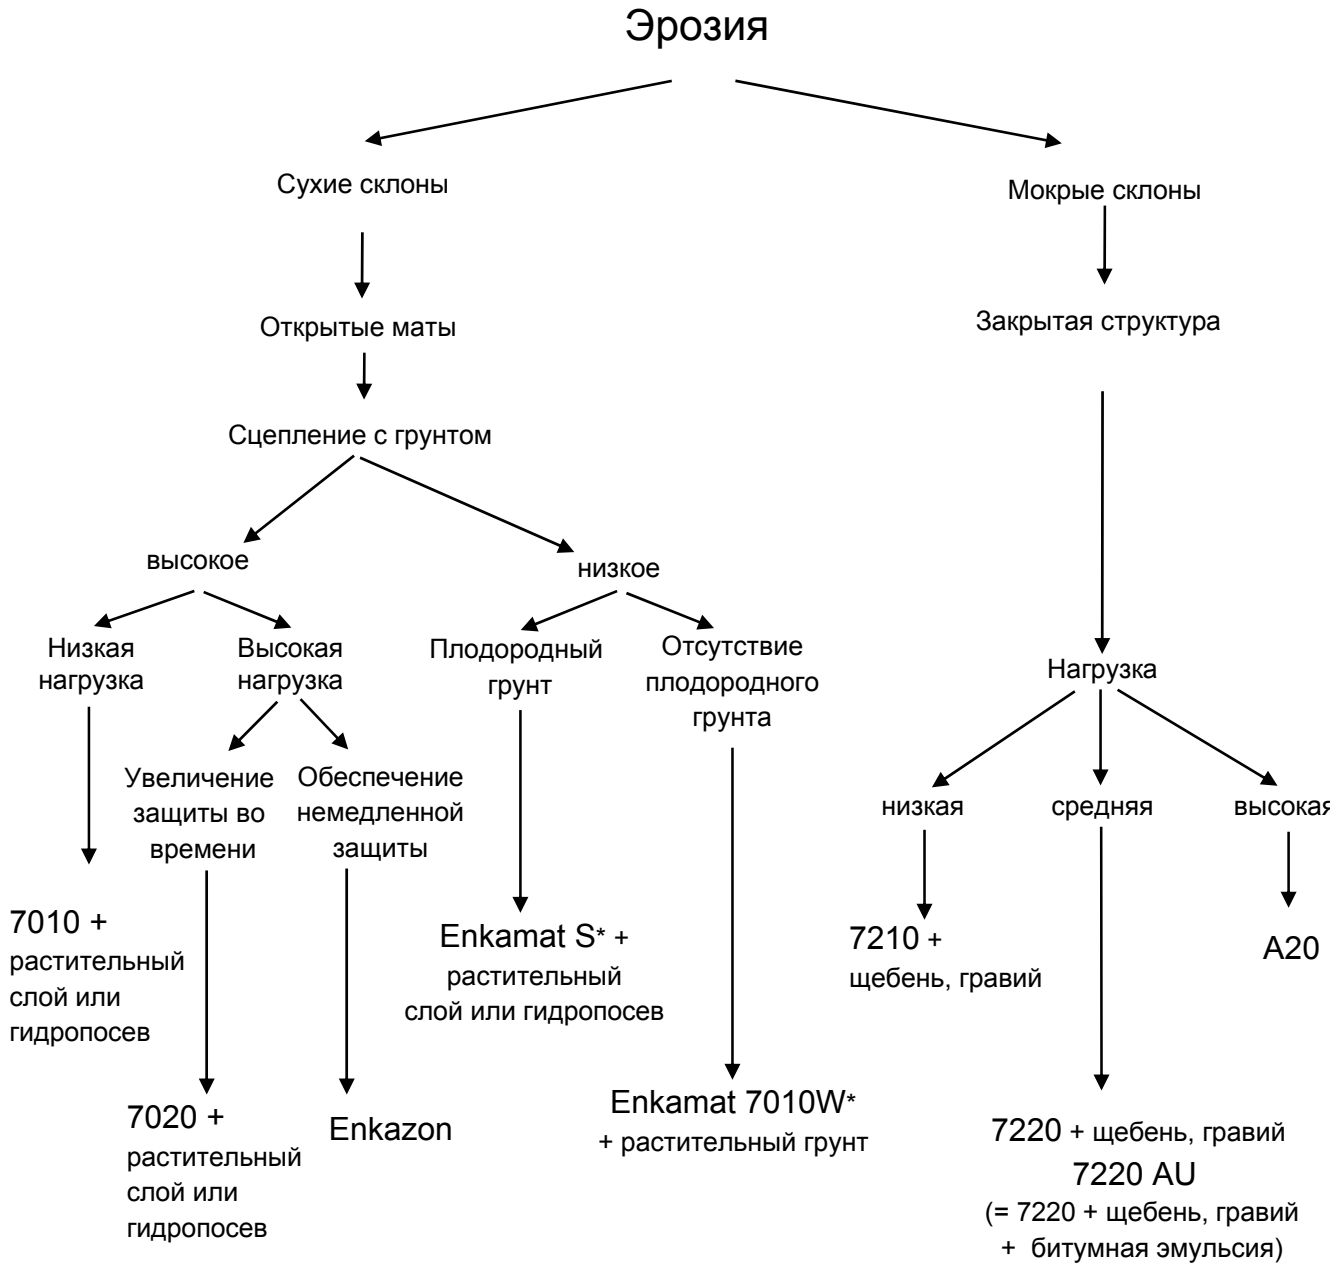 Эрозия
Сухие склоны
Мокрые склоны
Открытые маты
Закрытая структура
Сцепление с грунтом
высокое
низкое
Низкая
нагрузка
Высокая
нагрузка
Плодородный
грунт
Отсутствие
плодородного
грунта
Нагрузка
Увеличение
защиты во
времени
Обеспечение
немедленной
защиты
низкая
средняя
высокая
7010 +
растительный
слой или
гидропосев
Enkamat S* +
растительный
слой или гидропосев
7210 +
щебень, гравий
A20
7020 +
растительный
слой или
гидропосев
Enkazon
Enkamat 7010W*
+ растительный грунт
7220 + щебень, гравий
7220 AU
(= 7220 + щебень, гравий
+ битумная эмульсия)